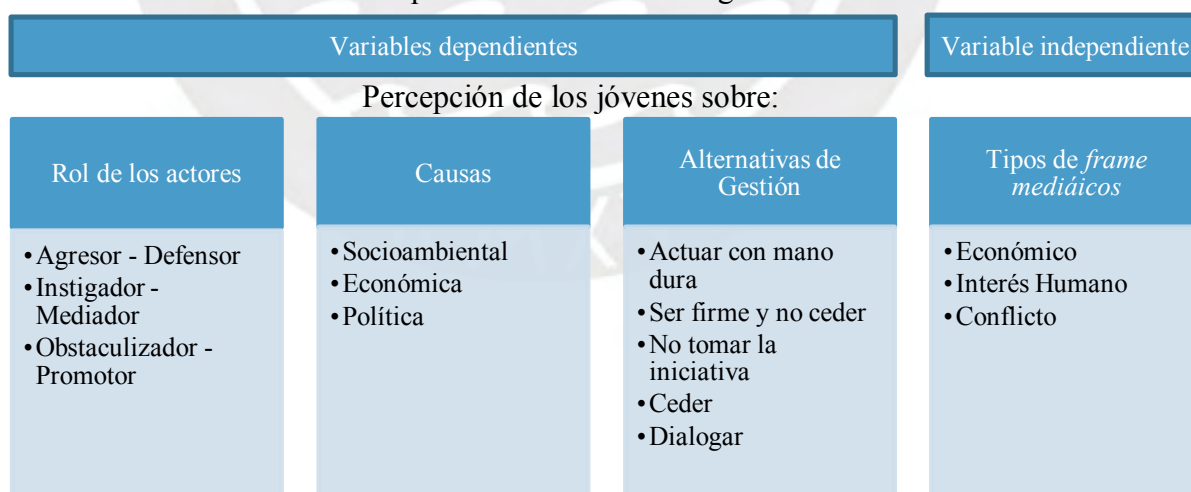 Variables dependientes
Variable independiente
Percepción de los jóvenes sobre:
Rol de los actores
• Agresor - Defensor
• Instigador -
Mediador
• Obstaculizador -
Promotor
Causas
• Socioambiental
• Económica
• Política
Alternativas de
Gestión
• Actuar con mano
dura
• Ser firme y no ceder
• No tomar la
iniciativa
• Ceder
• Dialogar
Tipos de frame
mediáicos
• Económico
• Interés Humano
• Conflicto